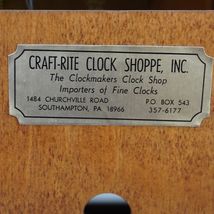 CRAFT-RITE CLOCK SHOPPE, INC.
The Clockmakers Clock Shop
Importers of Fine Clocks
1484 CHURCHVILLE ROAD P.O. BOX 543
SOUTHAMPTON, PA. 18966 357-6177